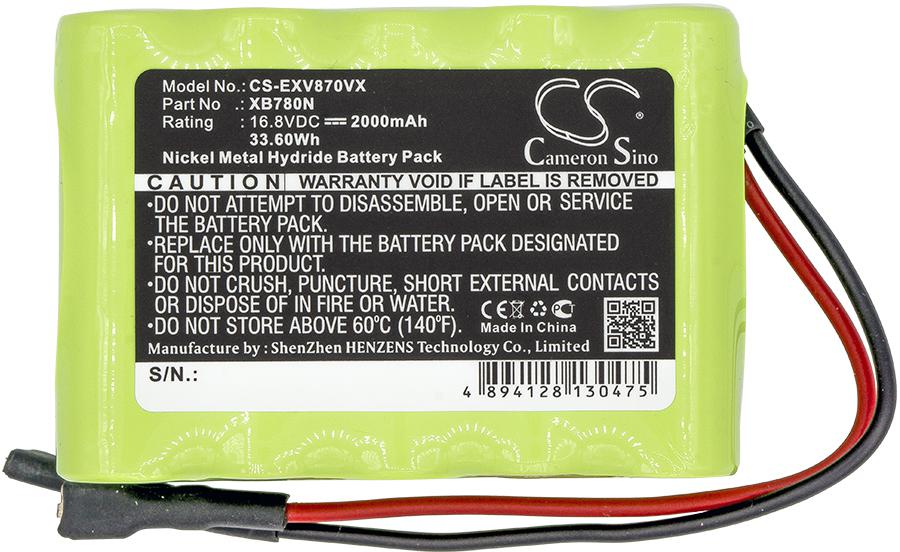 Model No.: CS-EXV870VX
Part No .: XB780N
Rating : 16.8VDC ⎓ 2000mAh
33.60Wh
Nickel Metal Hydride Battery Pack
CS
Cameron Sino
CAUTION WARRANTY VOID IF LABEL IS REMOVED
•DO NOT ATTEMPT TO DISASSEMBLE, OPEN OR SERVICE
THE BATTERY PACK.
•REPLACE ONLY WITH THE BATTERY PACK DESIGNATED
FOR THIS PRODUCT.
•DO NOT CRUSH, PUNCTURE, SHORT EXTERNAL CONTACTS
OR DISPOSE OF IN FIRE OR WATER.
•DO NOT STORE ABOVE 60°C (140°F).
CE PCT
Made In China
Manufacture by : ShenZhen HENZENS Technology Co., Limited
S/N.:
4 894128 130475